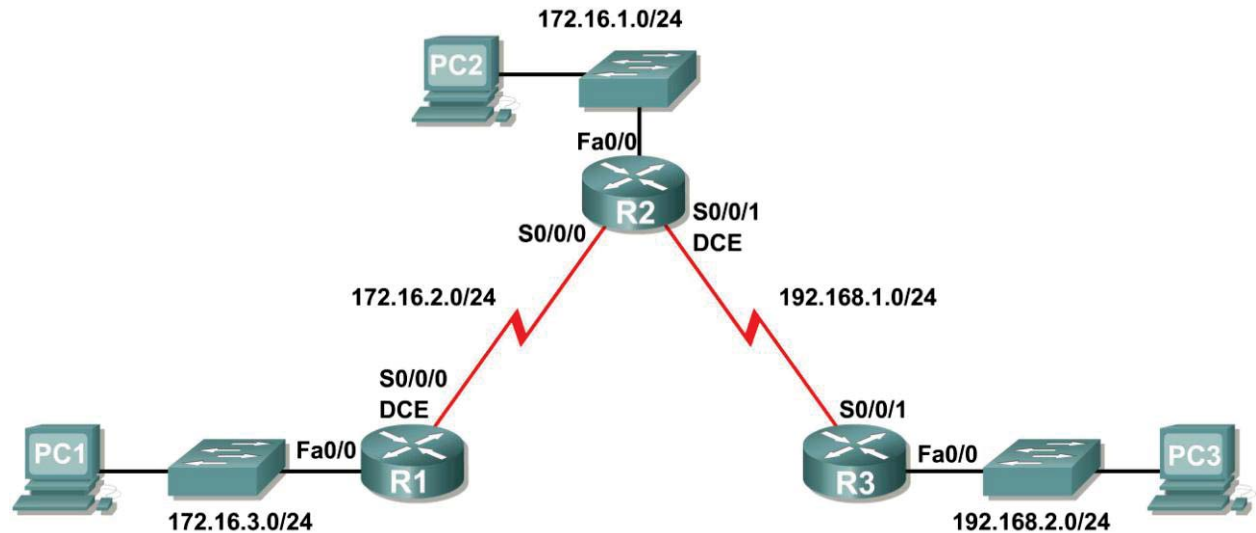 172.16.1.0/24
PC2
Fa0/0
R2
S0/0/1
DCE
S0/0/0
172.16.2.0/24
192.168.1.0/24
S0/0/0
DCE
S0/0/1
PC1
Fa0/0
R1
R3
Fa0/0
PC3
172.16.3.0/24
192.168.2.0/24